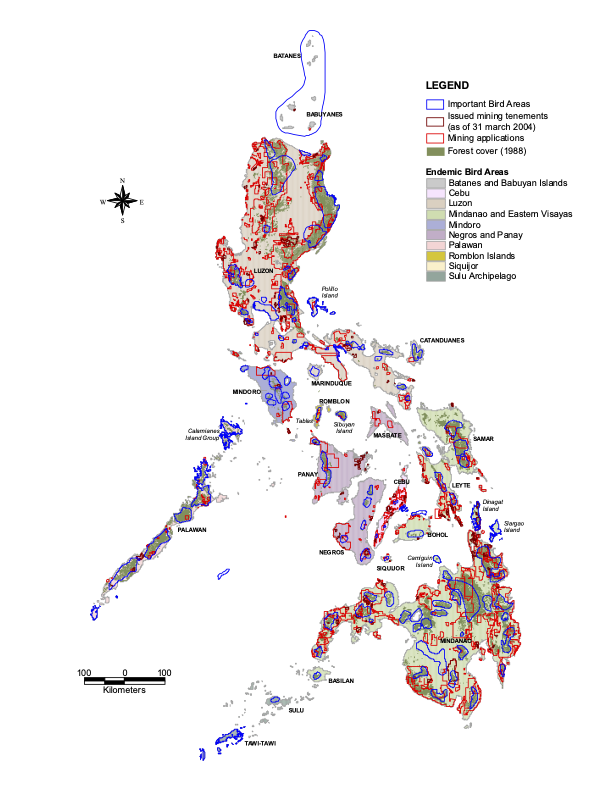 BATANES
BABUYANES
LEGEND
Important Bird Areas
Issued mining tenements
(as of 31 march 2004)
Mining applications
Forest cover (1988)
Endemic Bird Areas
Batanes and Babuyan Islands
Cebu
Luzon
Mindanao and Eastern Visayas
Mindoro
Negros and Panay
Palawan
Romblon Islands
Siquijor
Sulu Archipelago
N
W E
S
LUZON
Polillo
Island
CATANDUANES
MARINDUQUE
MINDORO
ROMBLON
Tablas
Sibuyan
Island
Calamianes
Island Group
MASBATE
SAMAR
PANAY
CEBU
LEYTE
Dinagat
Island
Siargao
Island
PALAWAN
BOHOL
NEGROS
Camiguin
Island
SIQUIJOR
MINDANAO
BASILAN
100 0 100
Kilometers
SULU
TAWI-TAWI